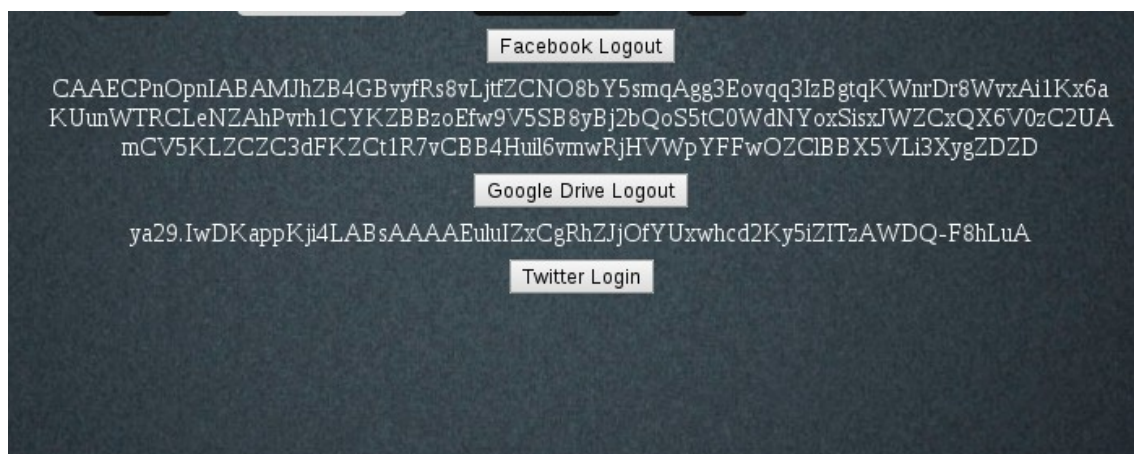 Facebook Logout
CAAECPnOpnIABAMJhZB4GBvyfRs8vLjtfZCNO8bY5smqAgg3Eovqq3IzBgtqKWnrDr8WvxAi1Kx6a
KUunWTRCLeNZAhPvrh1CYKZBBzoEfw9V5SB8yBj2bQoS5tC0WdNYoxSisxJWZCxQX6V0zC2UA
mCV5KLZCZC3dFKZCt1R7vCBB4Huil6vmwRjHVWpYFFwOZClBBX5VLi3XygZDZD
Google Drive Logout
ya29.IwDKappKji4LABsAAAAEuluIZxCgRhZJjOfYUxwhcd2Ky5iZITzAWDQ-F8hLuA
Twitter Login